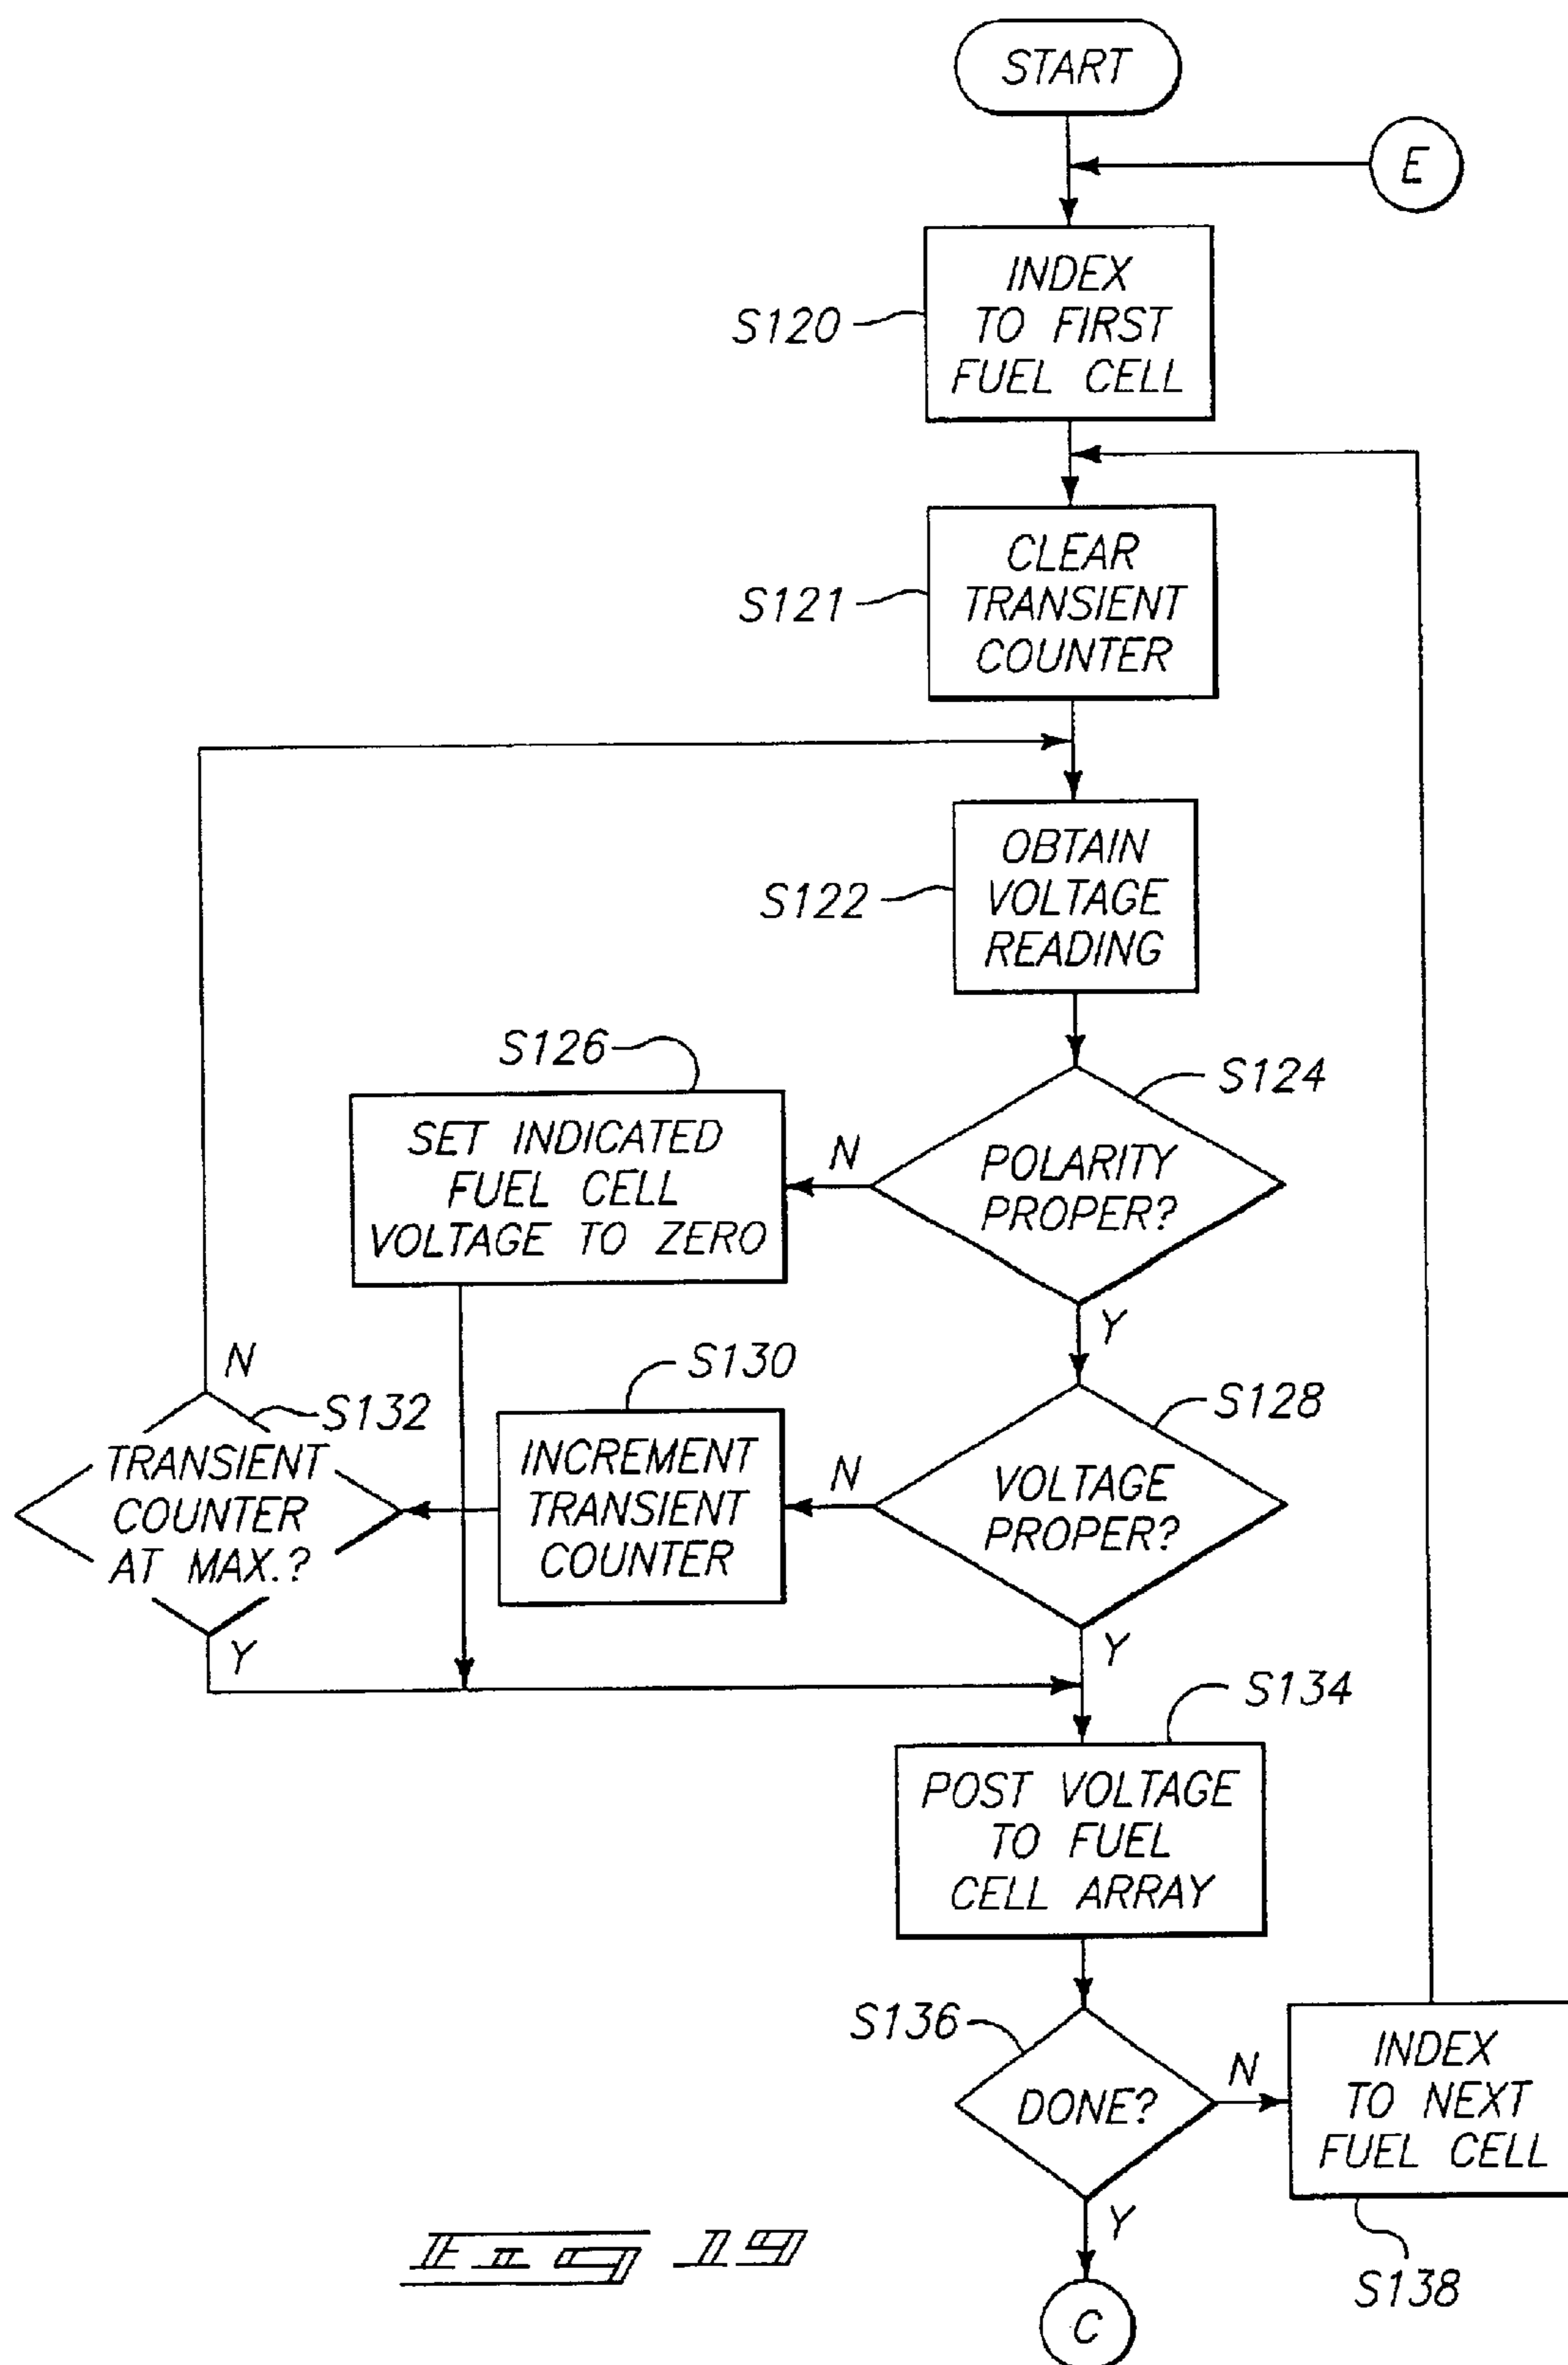 START
E
INDEX
TO FIRST
FUEL CELL
S120
CLEAR
TRANSIENT
COUNTER
S121
OBTAIN
VOLTAGE
READING
S122
S126
SET INDICATED
FUEL CELL
VOLTAGE TO ZERO
N
POLARITY
PROPER?
S124
Y
N
S132
TRANSIENT
COUNTER
AT MAX.?
Y
S130
INCREMENT
TRANSIENT
COUNTER
N
VOLTAGE
PROPER?
S128
Y
S134
POST VOLTAGE
TO FUEL
CELL ARRAY
S136
DONE?
N
INDEX
TO NEXT
FUEL CELL
S138
Y
C
Fig 19